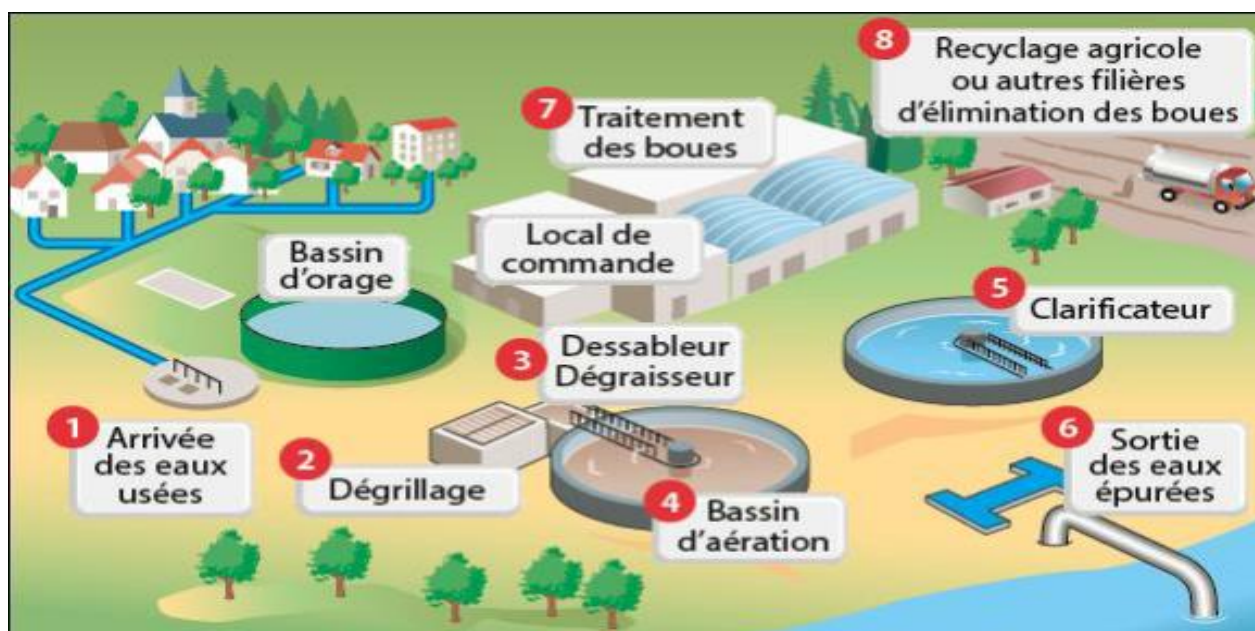 1
Arrivée
des eaux
usées
2
Dégrillage
3
Dessableur
Dégraisseur
4
Bassin
d'aération
5
Clarificateur
6
Sortie
des eaux
épurées
7
Traitement
des boues
8
Recyclage agricole
ou autres filières
d'élimination des boues
Bassin
d'orage
Local de
commande